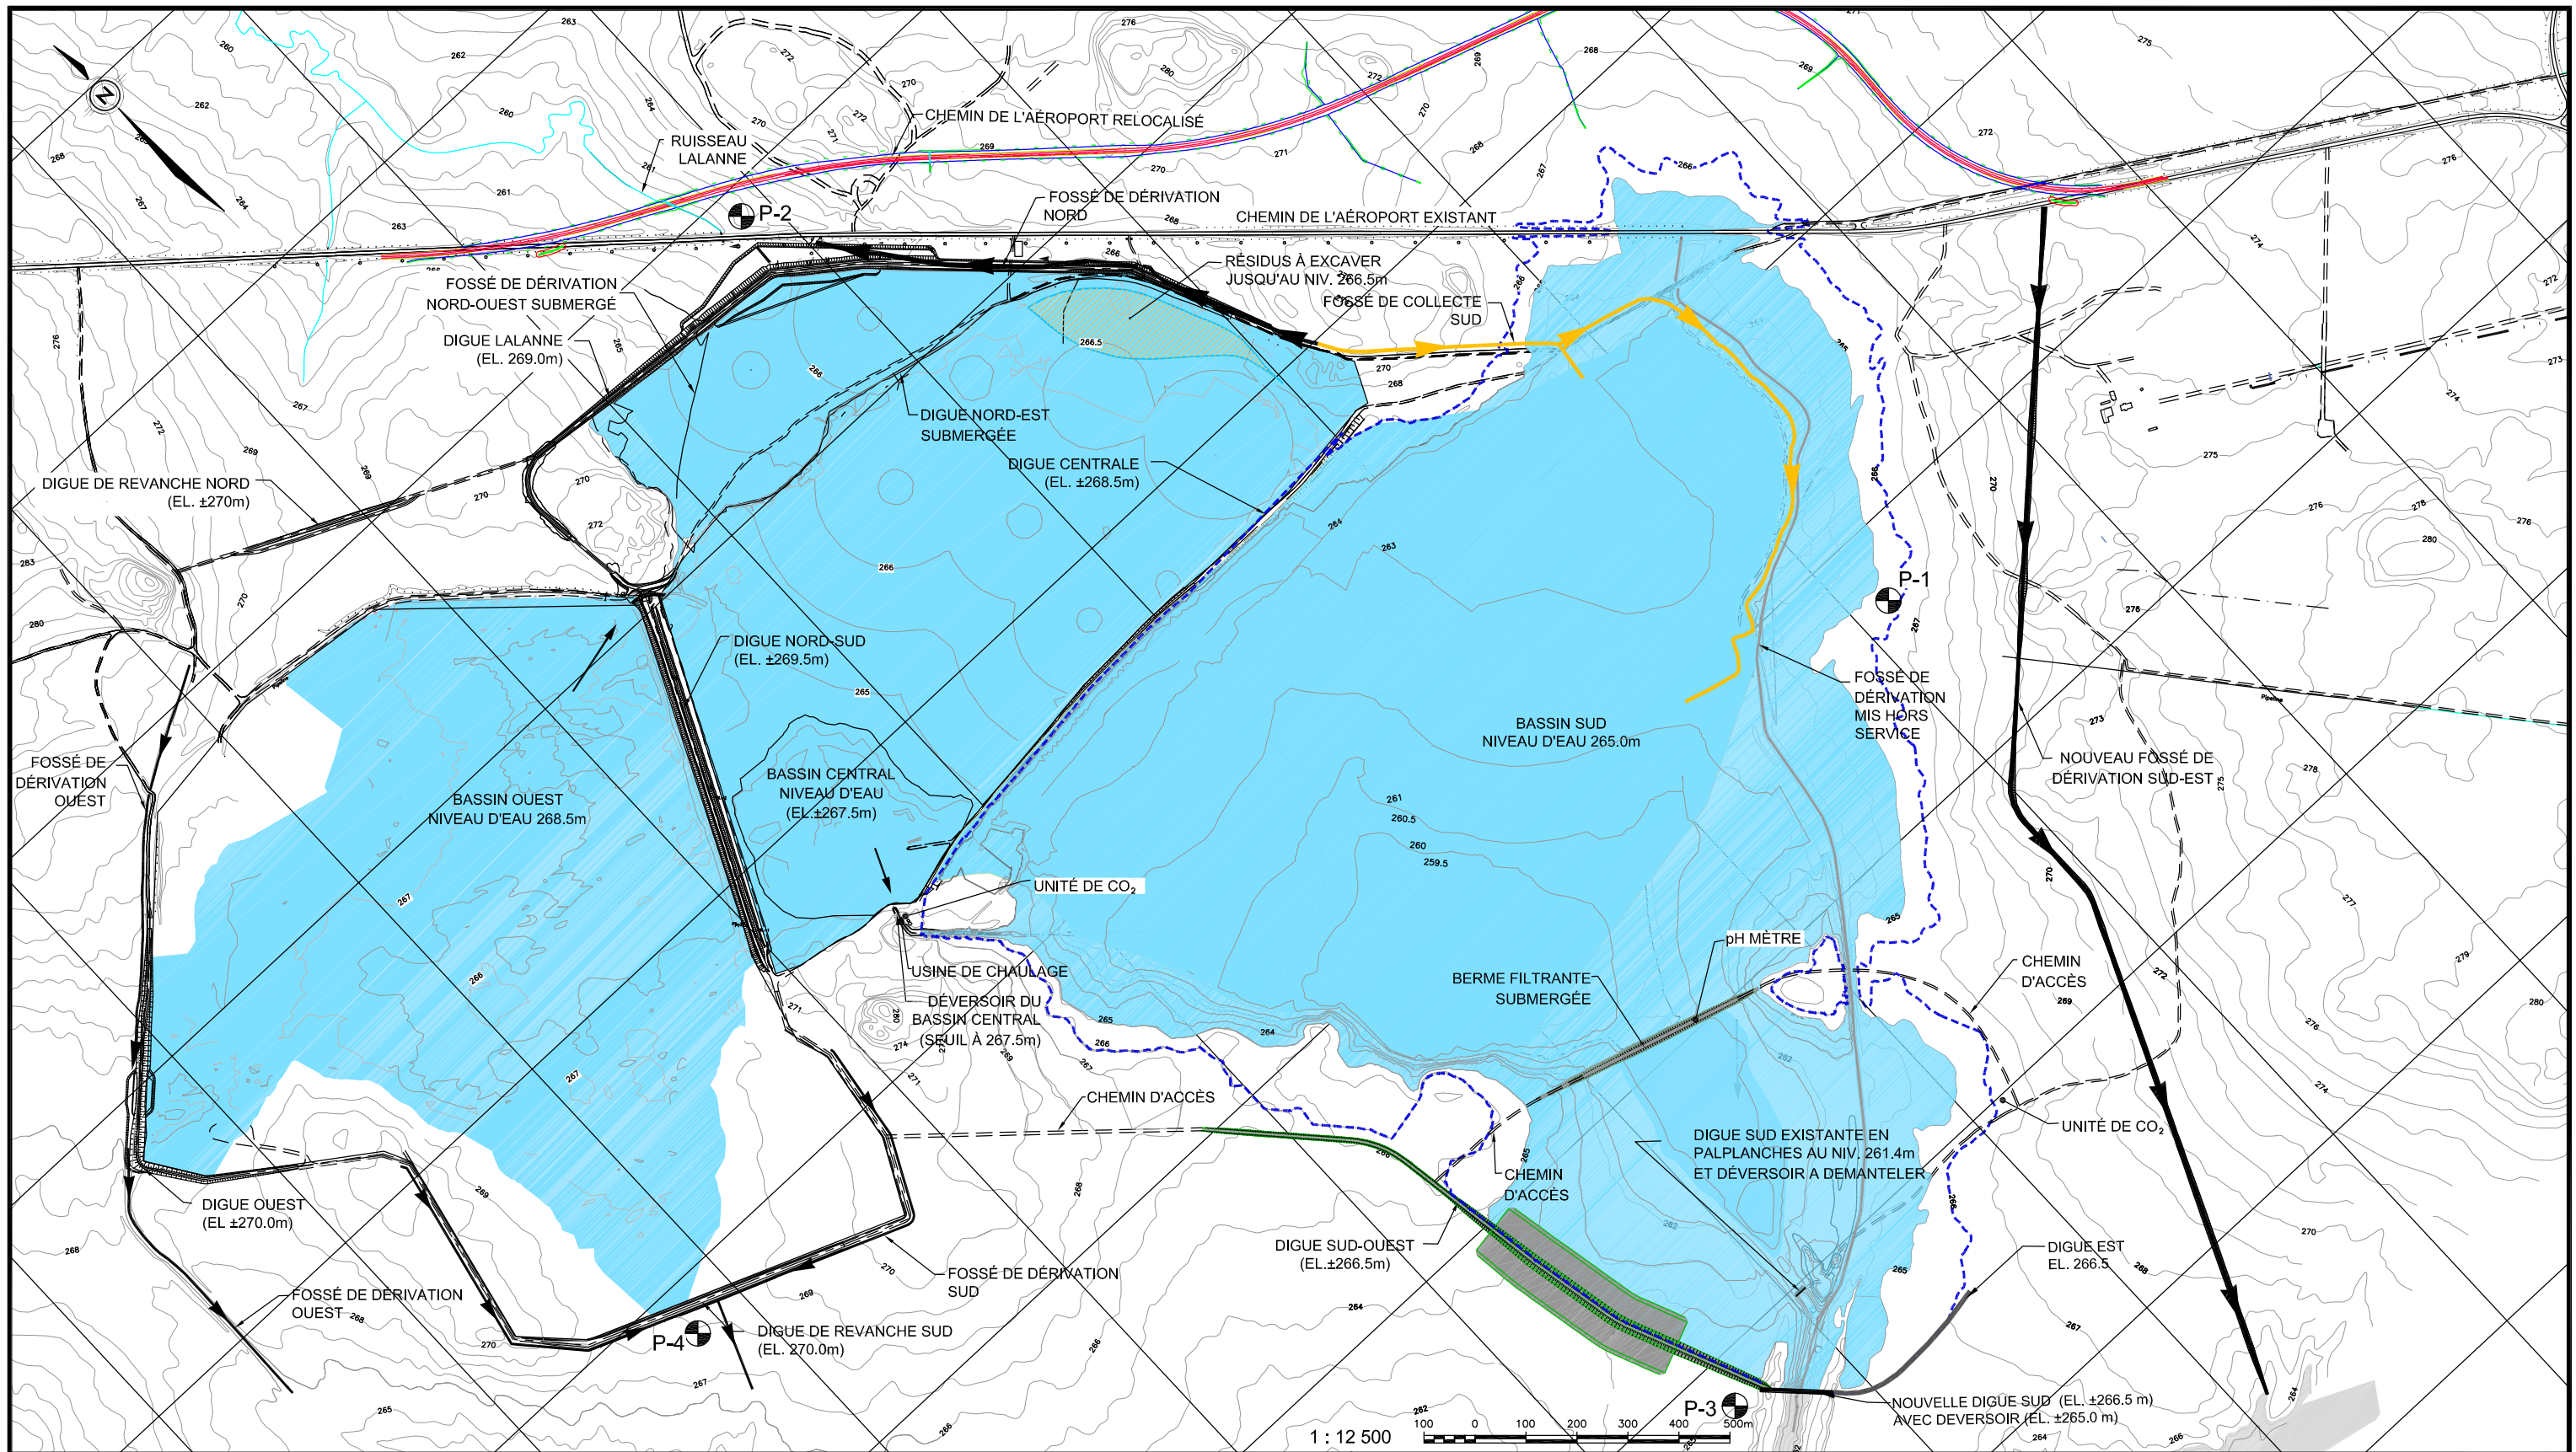 N
RUISSEAU
LALANNE
CHEMIN DE L'AÉROPORT RELOCALISÉ
P-2
FOSSÉ DE DÉRIVATION
NORD
CHEMIN DE L'AÉROPORT EXISTANT
FOSSÉ DE DÉRIVATION
NORD-OUEST SUBMERGÉ
RÉSIDUS À EXCAVER
JUSQU'AU NIV. 266.5m
FOSSÉ DE COLLECTE
SUD
DIGUE LALANNE
(EL. 269.0m)
DIGUE NORD-EST
SUBMERGÉE
DIGUE CENTRALE
(EL. ±268.5m)
DIGUE DE REVANCHE NORD
(EL. ±270m)
P-1
DIGUE NORD-SUD
(EL. ±269.5m)
FOSSÉ DE
DÉRIVATION
MIS HORS
SERVICE
BASSIN SUD
NIVEAU D'EAU 265.0m
NOUVEAU FOSSÉ DE
DÉRIVATION SUD-EST
Pipeline
FOSSÉ DE
DÉRIVATION
OUEST
BASSIN OUEST
NIVEAU D'EAU 268.5m
BASSIN CENTRAL
NIVEAU D'EAU
(EL.±267.5m)
UNITÉ DE CO₂
USINE DE CHAULAGE
DÉVERSOIR DU
BASSIN CENTRAL
(SEUIL À 267.5m)
pH MÈTRE
BERME FILTRANTE
SUBMERGÉE
CHEMIN
D'ACCÈS
CHEMIN D'ACCÈS
UNITÉ DE CO₂
DIGUE SUD EXISTANTE EN
PALPLANCHES AU NIV. 261.4m
ET DÉVERSOIR A DEMANTELER
CHEMIN
D'ACCÈS
DIGUE OUEST
(EL ±270.0m)
DIGUE SUD-OUEST
(EL.±266.5m)
DIGUE EST
EL. 266.5
FOSSÉ DE DÉRIVATION
SUD
FOSSÉ DE DÉRIVATION
OUEST
P-4
DIGUE DE REVANCHE SUD
(EL. 270.0m)
P-3
NOUVELLE DIGUE SUD (EL. ±266.5 m)
AVEC DEVERSOIR (EL. ±265.0 m)
1 : 12 500
100 0 100 200 300 400 500m